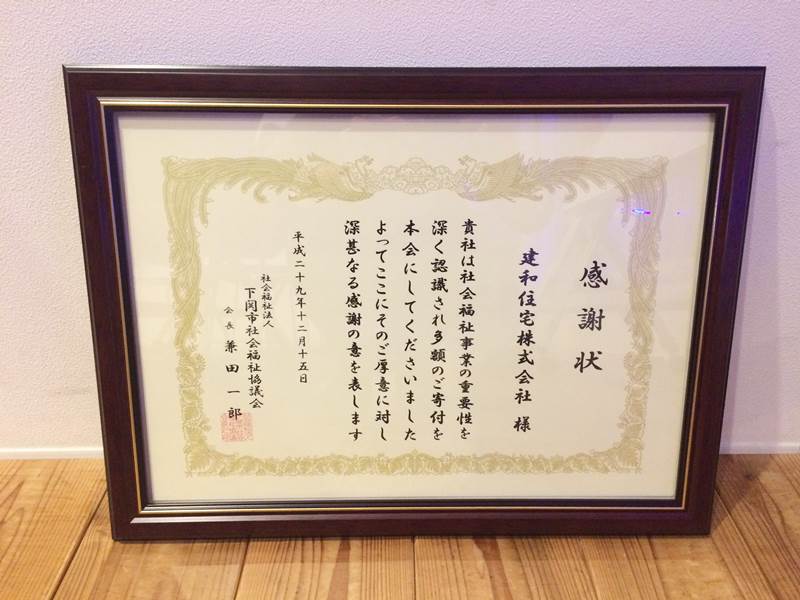 感謝状
建和住宅株式会社 様
貴社は社会福祉事業の重要性を
深く認識され多額のご寄付を
本会にしてくださいました
よってここにそのご厚意に対し
深甚なる感謝の意を表します
平成二十九年十二月十五日
社会福祉法人
下関市社会福祉協議会
会長 兼田一郎